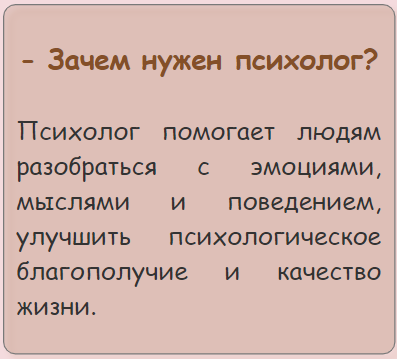 - Зачем нужен психолог?
Психолог помогает людям
разобраться с эмоциями,
мыслями и поведением,
улучшить психологическое
благополучие и качество
жизни.